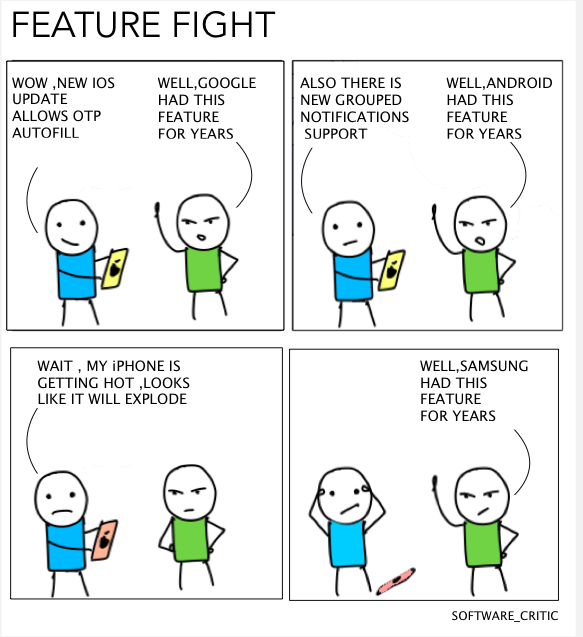 FEATURE FIGHT
WOW ,NEW IOS
UPDATE
ALLOWS OTP
AUTOFILL
WELL,GOOGLE
HAD THIS
FEATURE
FOR YEARS
ALSO THERE IS
NEW GROUPED
NOTIFICATIONS
SUPPORT
WELL,ANDROID
HAD THIS
FEATURE
FOR YEARS
WAIT , MY iPHONE IS
GETTING HOT ,LOOKS
LIKE IT WILL EXPLODE
WELL,SAMSUNG
HAD THIS
FEATURE
FOR YEARS
SOFTWARE_CRITIC